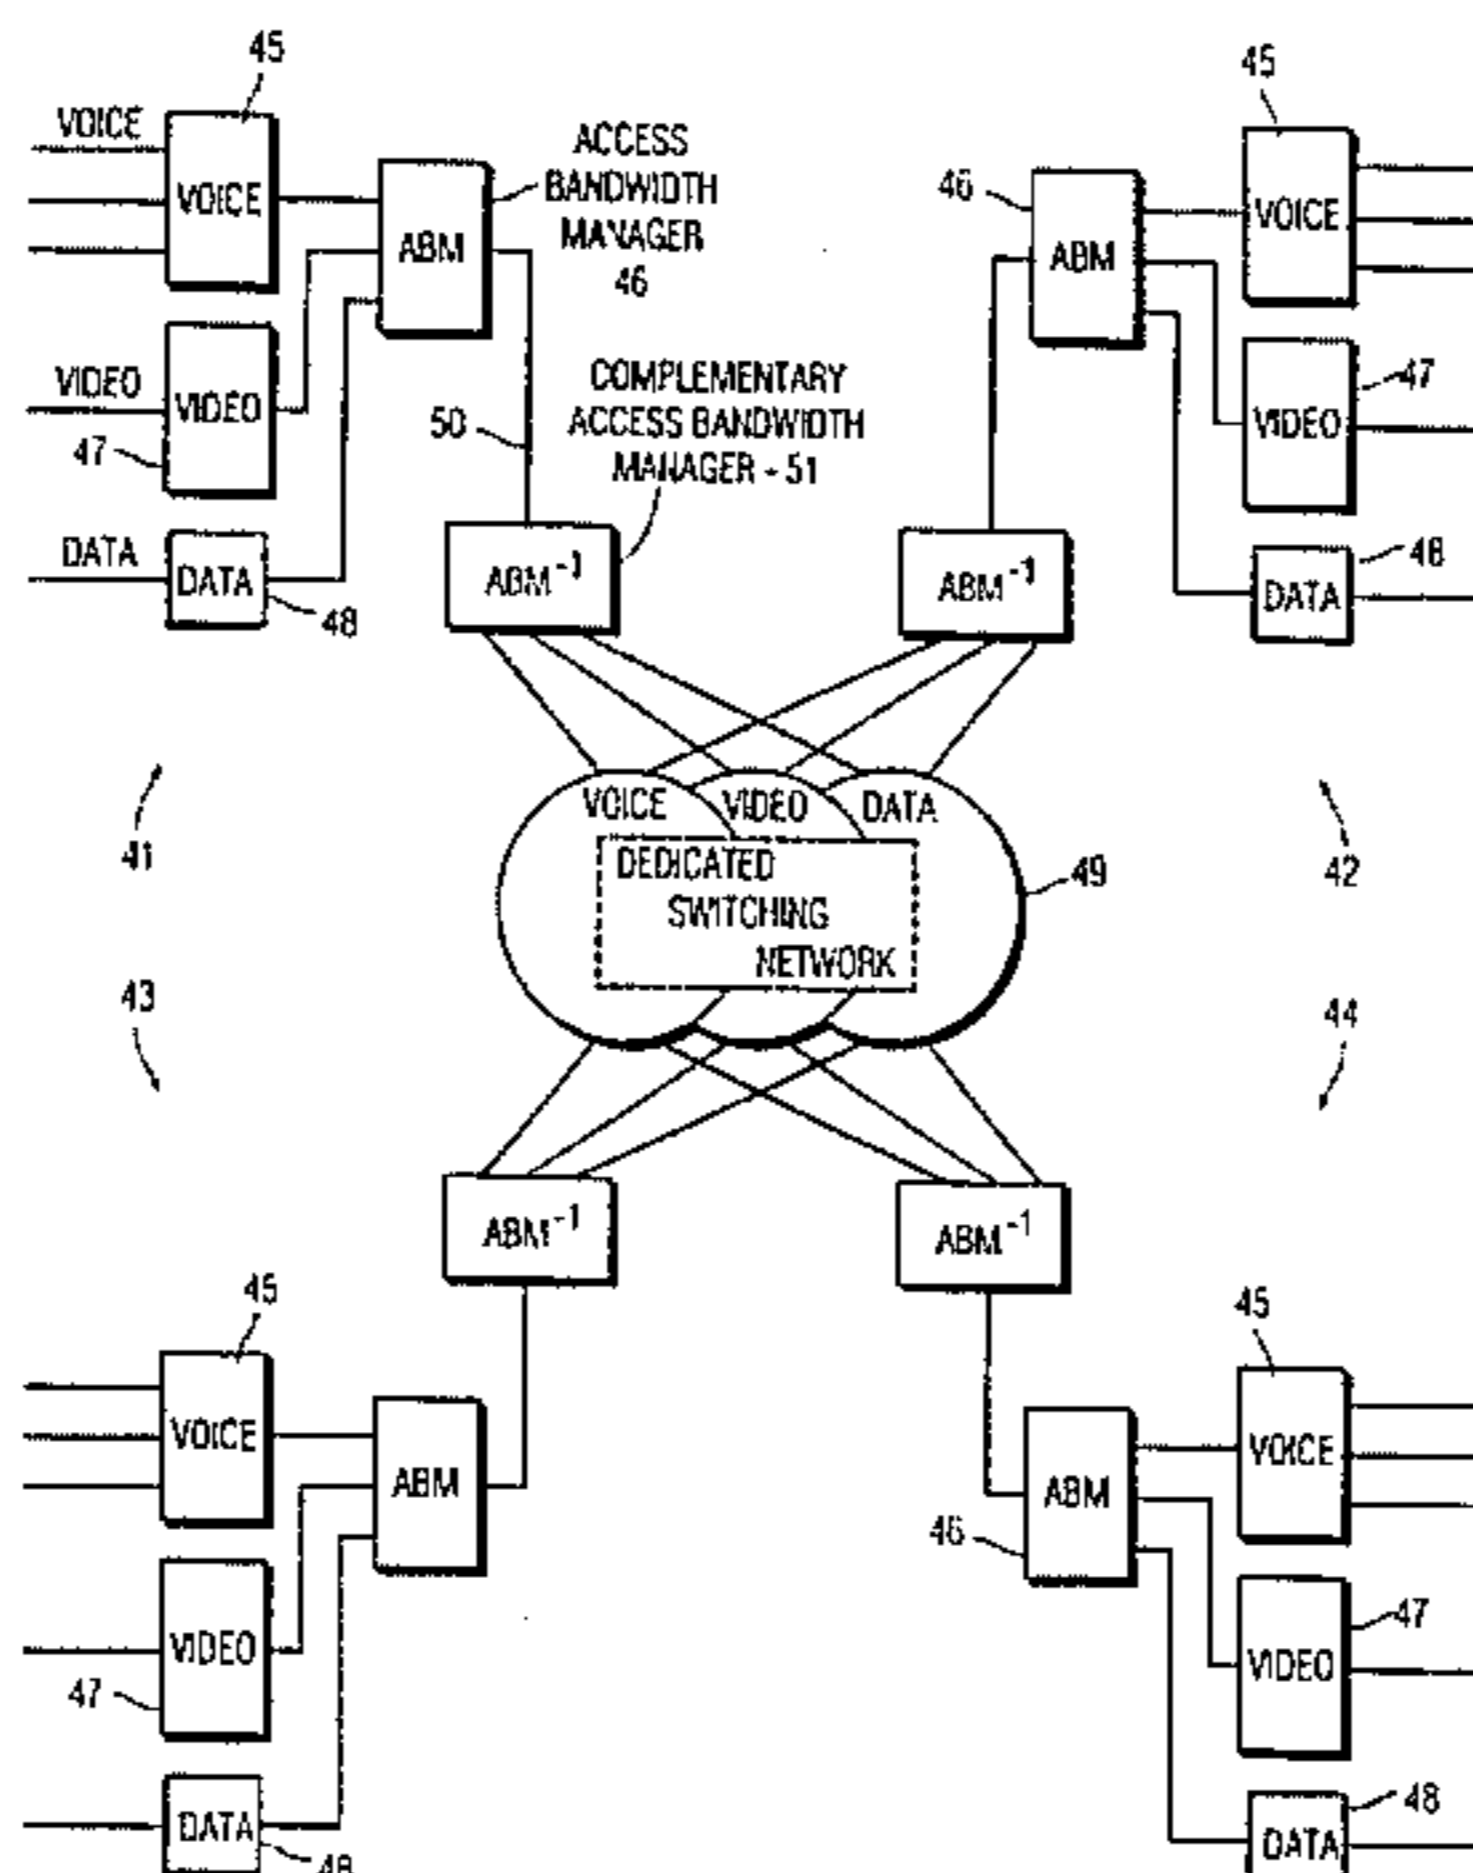 45
VOICE
VOICE
ABM
ACCESS
BANDWIDTH
MANAGER
46
VIDEO
VIDEO
47
DATA
DATA
48
50
COMPLEMENTARY
ACCESS BANDWIDTH
MANAGER - 51
ABM⁻¹
45
46
ABM
VOICE
47
VIDEO
48
DATA
ABM⁻¹
41
42
VOICE
VIDEO
DATA
DEDICATED
SWITCHING
NETWORK
49
43
44
ABM⁻¹
ABM⁻¹
45
VOICE
ABM
VIDEO
47
DATA
48
45
VOICE
ABM
46
47
VIDEO
48
DATA